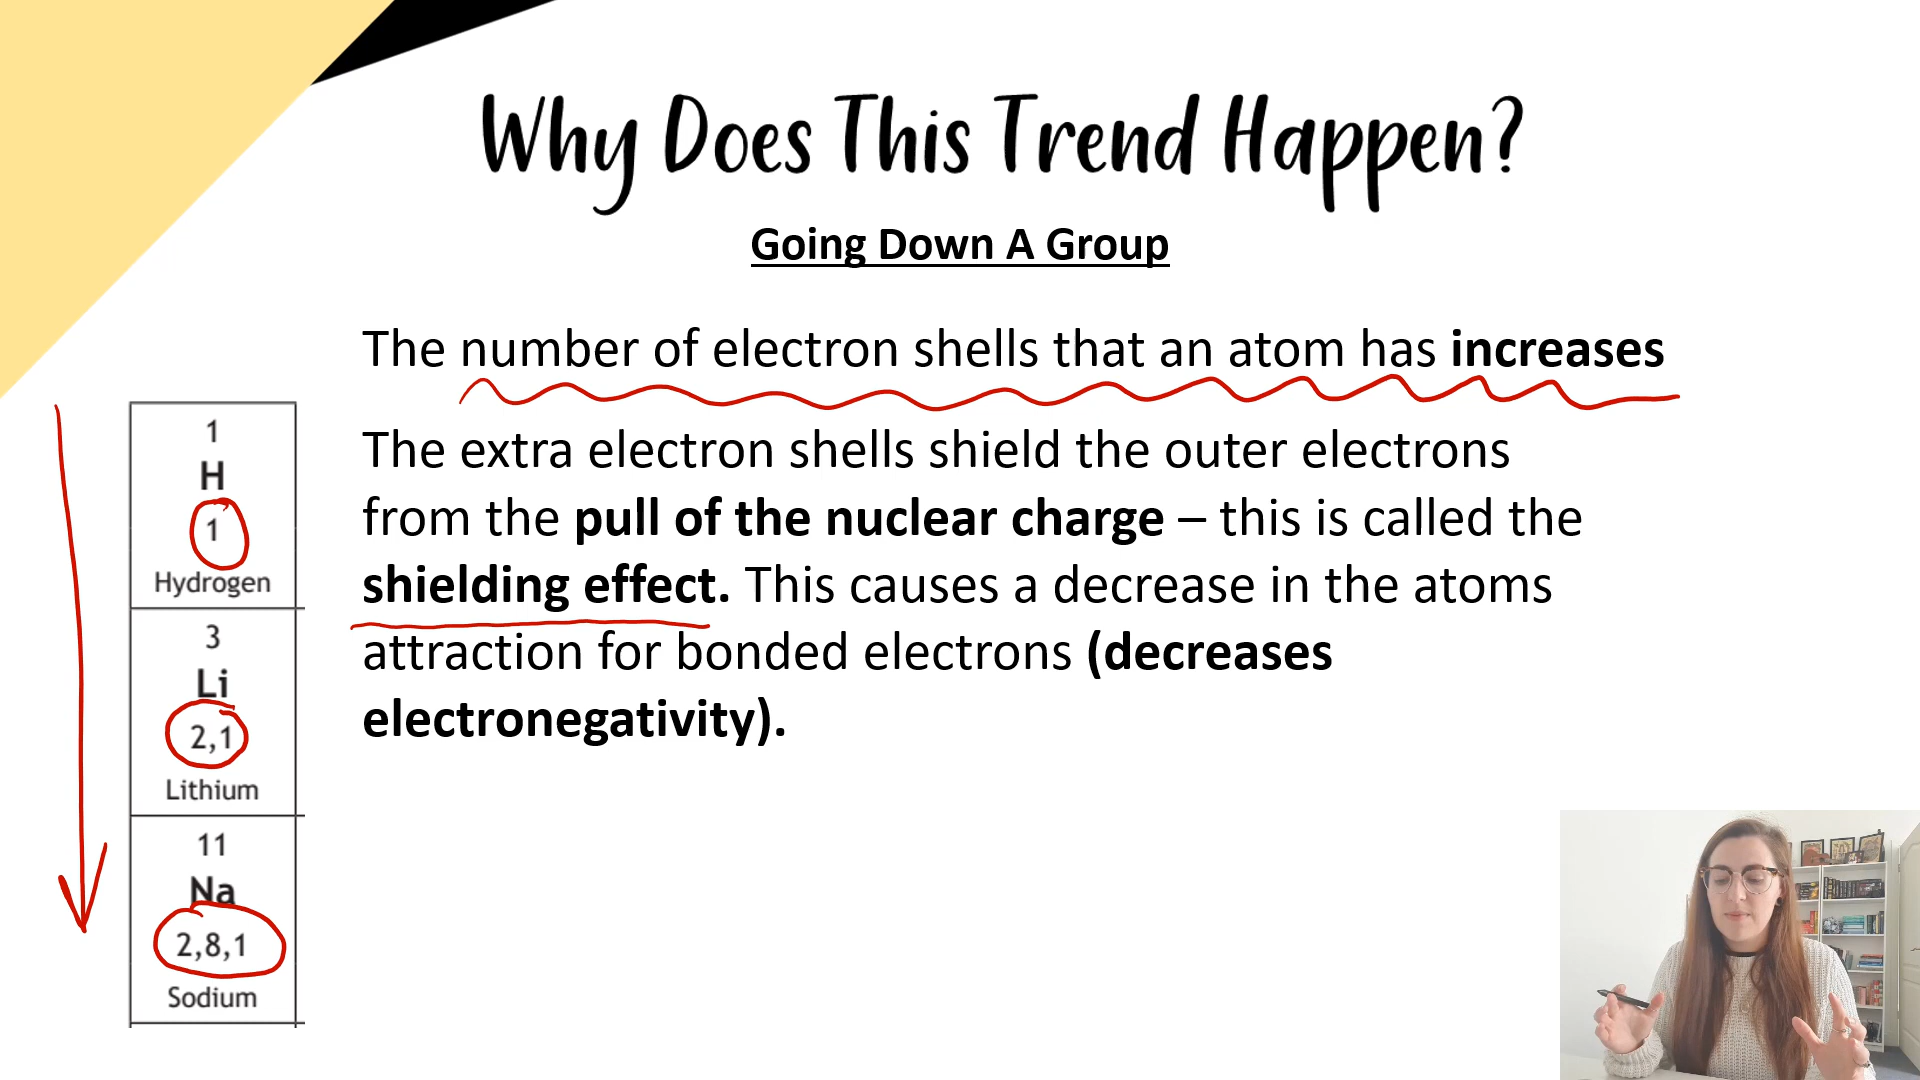 Why Does This Trend Happen?
Going Down A Group
The number of electron shells that an atom has increases
The extra electron shells shield the outer electrons
from the pull of the nuclear charge – this is called the
shielding effect. This causes a decrease in the atoms
attraction for bonded electrons (decreases
electronegativity).
1
H
1
Hydrogen
3
Li
2,1
Lithium
11
Na
2,8,1
Sodium